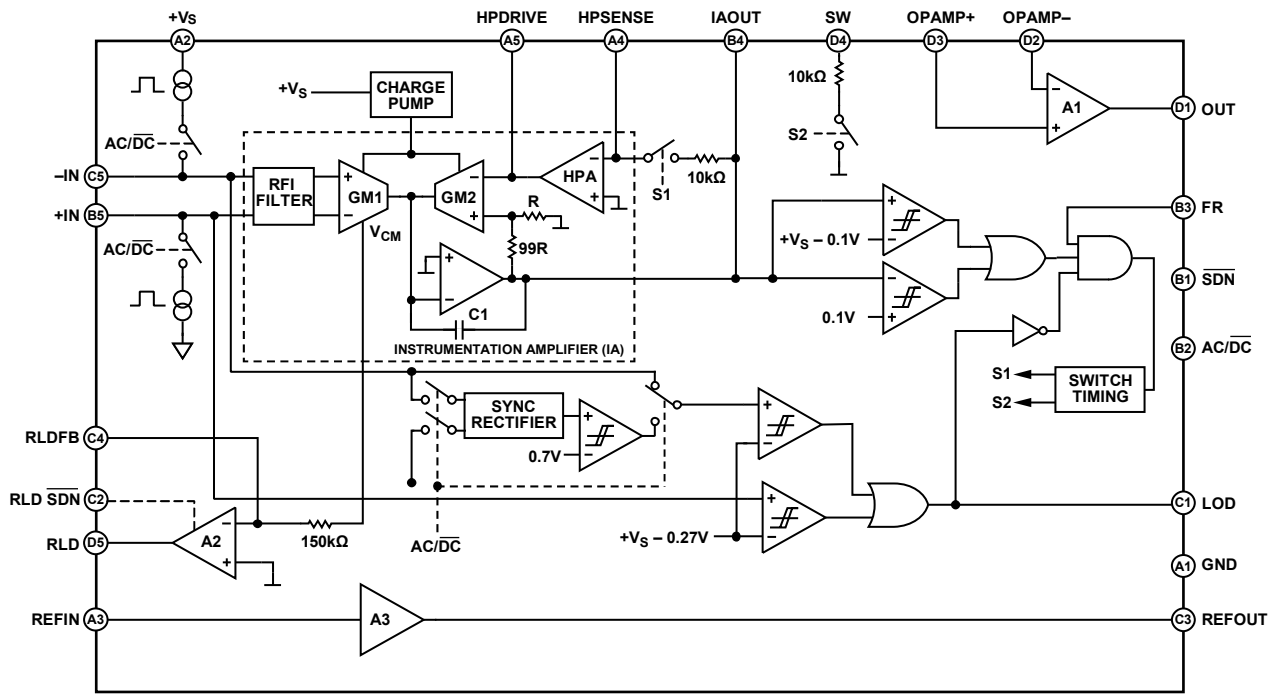 +VS HPDRIVE HPSENSE IAOUT SW OPAMP+ OPAMP–
A2 A5 A4 B4 D4 D3 D2
10kΩ
+VS
CHARGE
PUMP
A1
– +
D1 OUT
AC/DC
S2
–IN C5
RFI
FILTER
+ –
GM1
GM2
– +
HPA
– +
S1
10kΩ
R
+IN B5
VCM
99R
+ –
+VS – 0.1V
+ –
B3 FR
AC/DC
B1 SDN
C1
0.1V
– +
INSTRUMENTATION AMPLIFIER (IA)
B2 AC/DC
S1
S2
SWITCH
TIMING
SYNC
RECTIFIER
+ –
0.7V
+ –
RLDFB C4
RLD SDN C2
C1 LOD
RLD D5
A2
– +
150kΩ
AC/DC
+VS – 0.27V
+ –
A1 GND
REFIN A3
A3
C3 REFOUT